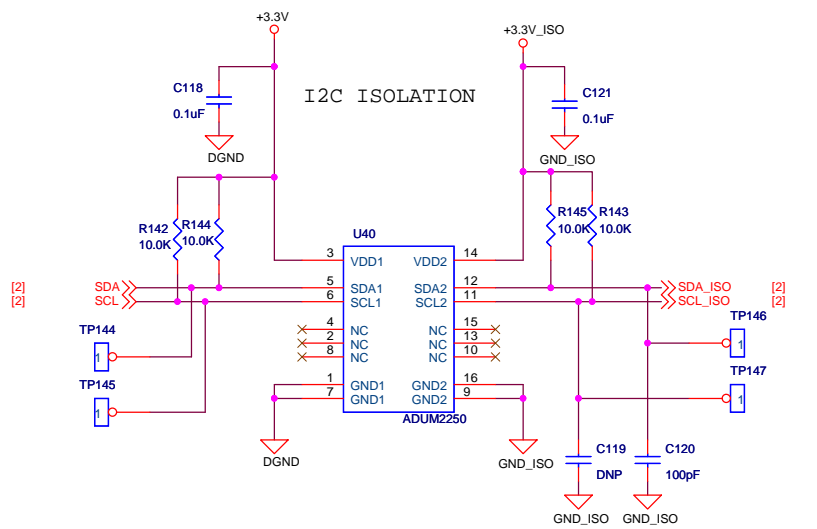 +3.3V
+3.3V_ISO
C118
0.1uF
DGND
I2C ISOLATION
C121
0.1uF
GND_ISO
R142
10.0K
R144
10.0K
R145
10.0K
R143
10.0K
U40
3 VDD1 VDD2 14
[2] SDA 5 SDA1 SDA2 12 SDA_ISO [2]
[2] SCL 6 SCL1 SCL2 11 SCL_ISO [2]
4 NC NC 15
2 NC NC 13
8 NC NC 10
1 GND1 GND2 16
7 GND1 GND2 9
ADUM2250
TP144
1
TP145
1
TP146
1
TP147
1
DGND
GND_ISO
C119
DNP
GND_ISO
C120
100pF
GND_ISO